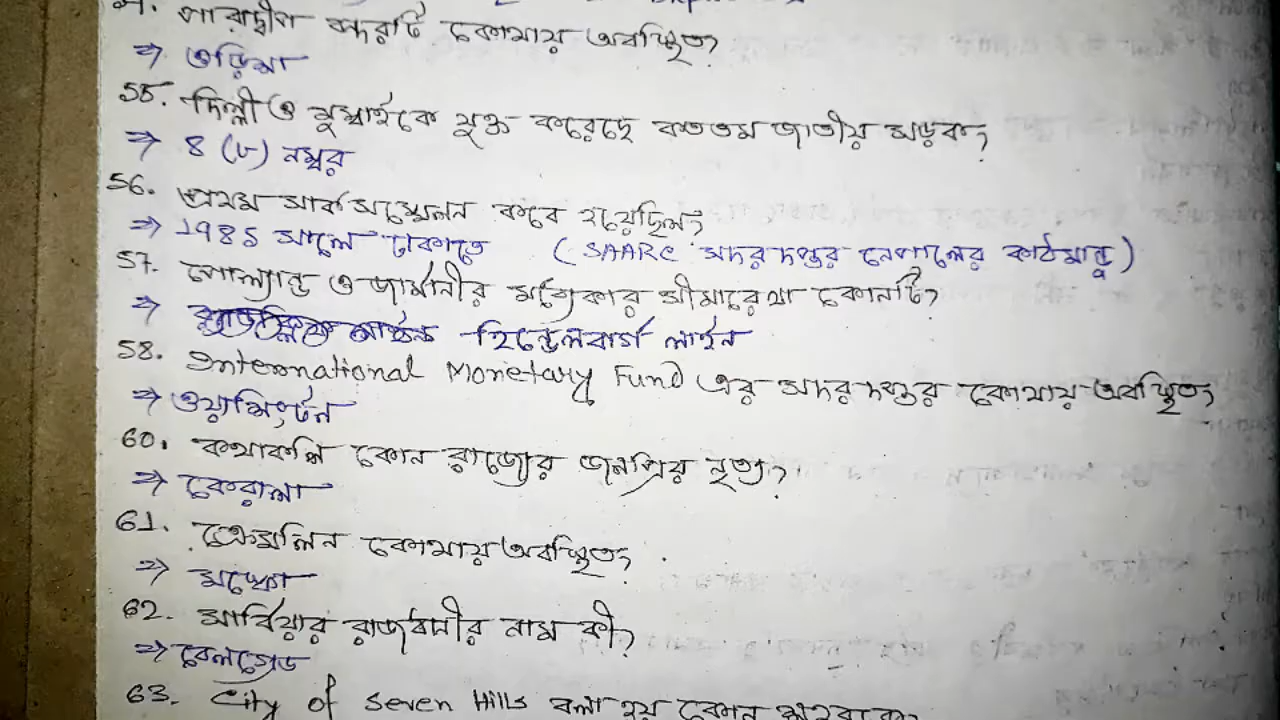 পারাদ্বীপ বন্দরটি কোথায় অবস্থিত?
⇒ ওড়িষা
55. দিল্লী ও মুম্বাইকে যুক্ত করেছে কততম জাতীয় সড়ক?
⇒ ৪ (৮) নম্বর
56. প্রথম সার্ক সম্মেলন কবে হয়েছিল?
⇒ 1985 সালে ঢাকাতে (SAARC সদর দপ্তর নেপালের কাঠমান্ডু)
57. পোল্যান্ড ও জার্মানীর মধ্যেকার সীমারেখা কোনটি?
⇒ হিন্ডেলবার্গ লাইন
58. International Monetary Fund এর সদর দপ্তর কোথায় অবস্থিত?
⇒ ওয়াশিংটন
60. কথাকলি কোন রাজ্যের জনপ্রির নৃত্য?
⇒ কেরালা
61. ক্রেমলিন কোথায় অবস্থিত?
⇒ মস্কো
62. সার্বিয়ার রাজধানীর নাম কী?
⇒ বেলগ্রেড
63. City of Seven Hills বলা হয় কোন শহরকে?